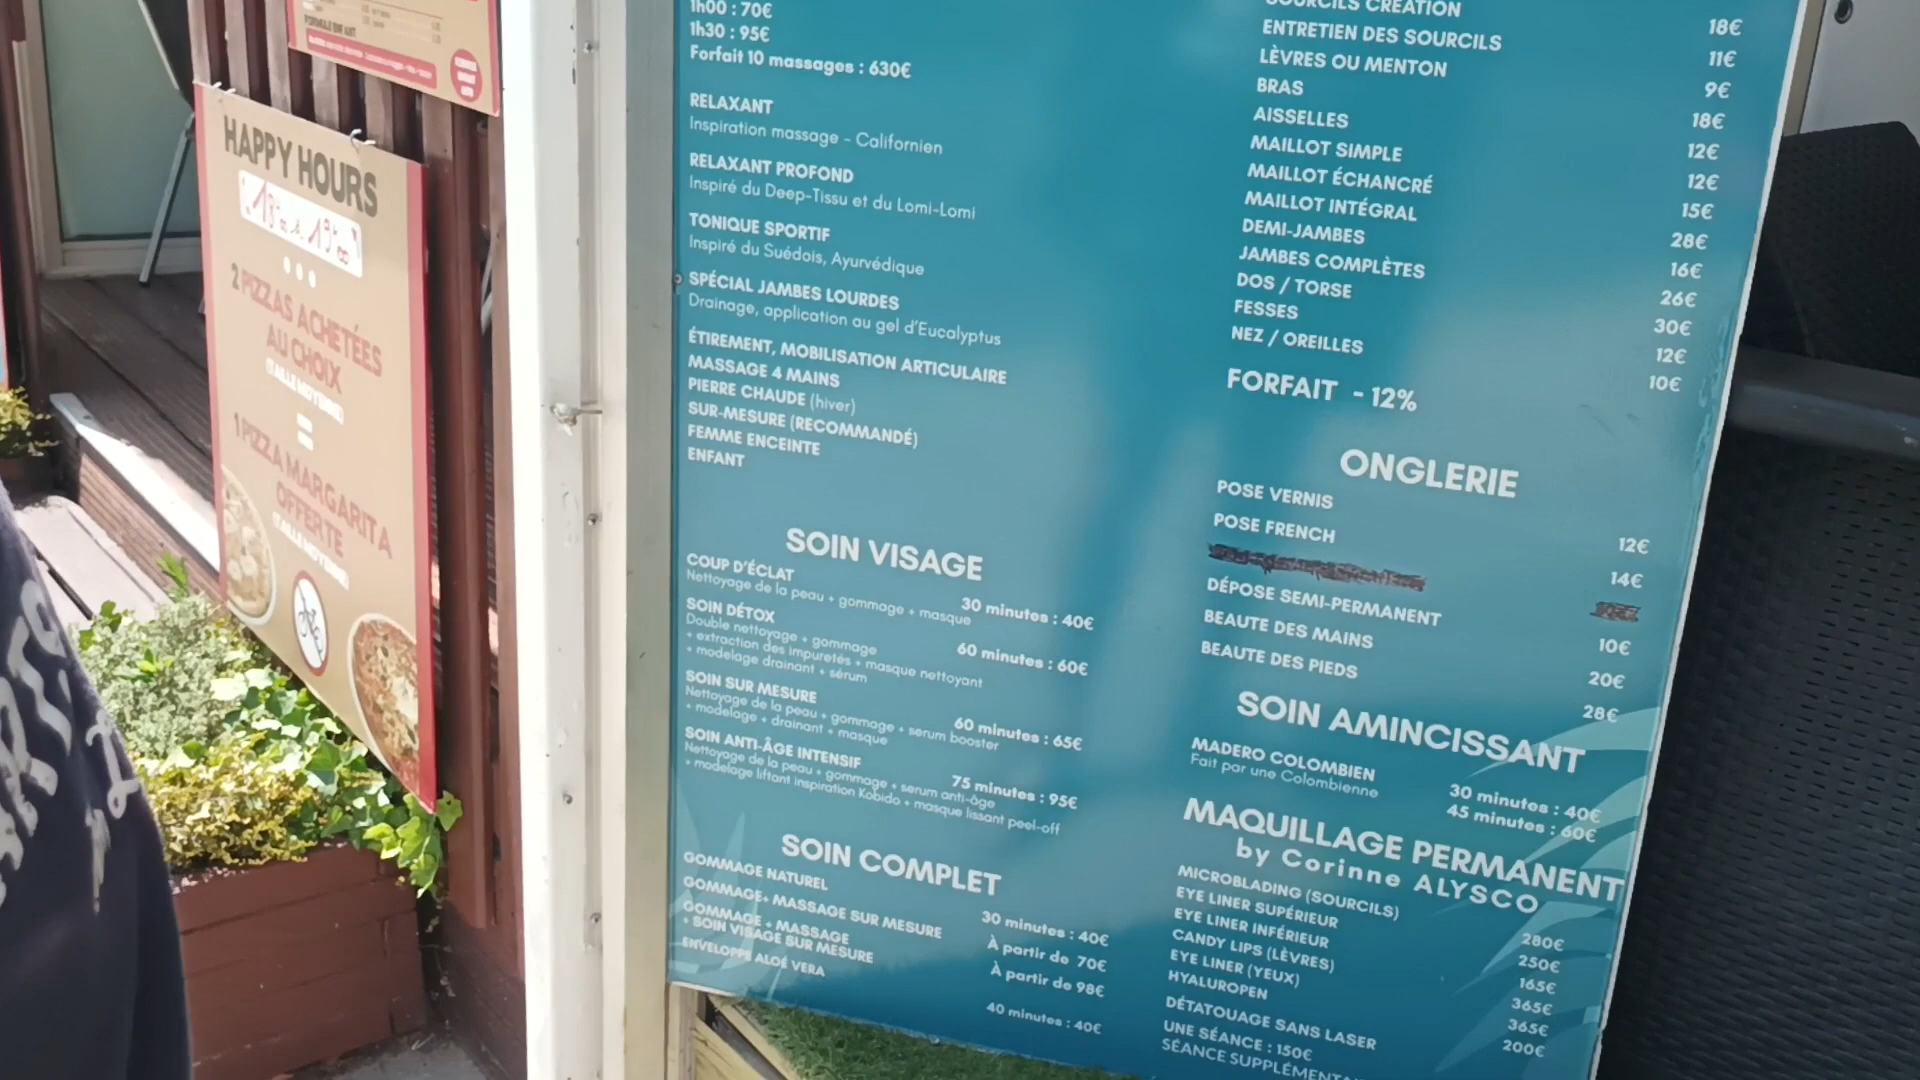 FORMULE ENFANT
HAPPY HOURS
2 PIZZAS ACHETÉES
AU CHOIX
(TAILLE MOYENNE)
=
1 PIZZA MARGARITA
OFFERTE
(TAILLE MOYENNE)
1h00 : 70€
1h30 : 95€
Forfait 10 massages : 630€
RELAXANT
Inspiration massage - Californien
RELAXANT PROFOND
Inspiré du Deep-Tissu et du Lomi-Lomi
TONIQUE SPORTIF
Inspiré du Suédois, Ayurvédique
SPÉCIAL JAMBES LOURDES
Drainage, application au gel d'Eucalyptus
ÉTIREMENT, MOBILISATION ARTICULAIRE
MASSAGE 4 MAINS
PIERRE CHAUDE (hiver)
SUR-MESURE (RECOMMANDÉ)
FEMME ENCEINTE
ENFANT
SOIN VISAGE
COUP D'ÉCLAT 30 minutes : 40€
Nettoyage de la peau + gommage + masque
SOIN DÉTOX 60 minutes : 60€
Double nettoyage + gommage
+ extraction des impuretés + masque nettoyant
+ modelage drainant + sérum
SOIN SUR MESURE 60 minutes : 65€
Nettoyage de la peau + gommage + serum booster
+ modelage + drainant + masque
SOIN ANTI-ÂGE INTENSIF 75 minutes : 95€
Nettoyage de la peau + gommage + serum anti-âge
+ modelage liftant inspiration Kobido + masque lissant peel-off
SOIN COMPLET
GOMMAGE NATUREL 30 minutes : 40€
GOMMAGE+ MASSAGE SUR MESURE À partir de 70€
GOMMAGE + MASSAGE
+ SOIN VISAGE SUR MESURE À partir de 98€
ENVELOPPE ALOÉ VERA 40 minutes : 40€
SOURCILS CRÉATION 18€
ENTRETIEN DES SOURCILS 11€
LÈVRES OU MENTON 9€
BRAS 18€
AISSELLES 12€
MAILLOT SIMPLE 12€
MAILLOT ÉCHANCRÉ 15€
MAILLOT INTÉGRAL 28€
DEMI-JAMBES 16€
JAMBES COMPLÈTES 26€
DOS / TORSE 30€
FESSES 12€
NEZ / OREILLES 10€
FORFAIT - 12%
ONGLERIE
POSE VERNIS 12€
POSE FRENCH 14€
DÉPOSE SEMI-PERMANENT 10€
BEAUTE DES MAINS 20€
BEAUTE DES PIEDS 28€
SOIN AMINCISSANT
MADERO COLOMBIEN 30 minutes : 40€
Fait par une Colombienne 45 minutes : 60€
MAQUILLAGE PERMANENT
by Corinne ALYSCO
MICROBLADING (SOURCILS) 280€
EYE LINER SUPÉRIEUR 250€
EYE LINER INFÉRIEUR 165€
CANDY LIPS (LÈVRES) 365€
EYE LINER (YEUX) 365€
HYALUROPEN 200€
DÉTATOUAGE SANS LASER
UNE SÉANCE : 150€
SÉANCE SUPPLÉMENTAI